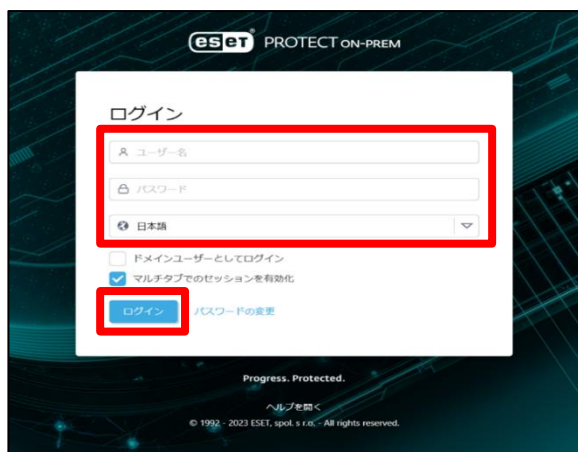 eset PROTECT ON-PREM
ログイン
ユーザー名
パスワード
日本語
ドメインユーザーとしてログイン
マルチタブでのセッションを有効化
ログイン パスワードの変更
Progress. Protected.
ヘルプを開く
© 1992 - 2023 ESET, spol. s r.o. - All rights reserved.